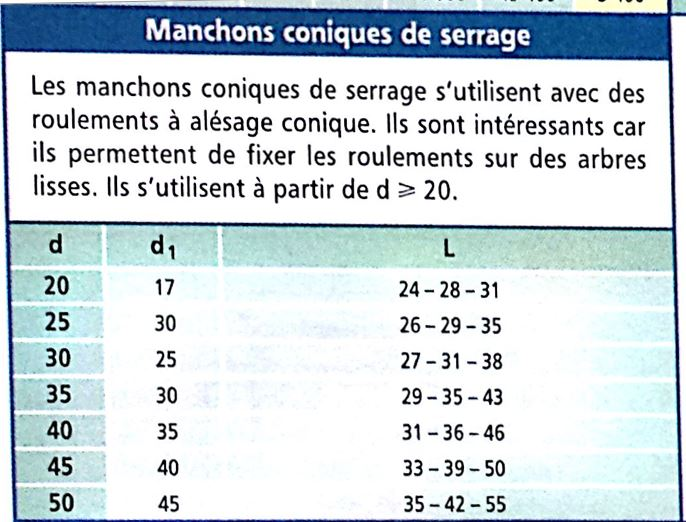 Manchons coniques de serrage
Les manchons coniques de serrage s'utilisent avec des
roulements à alésage conique. Ils sont intéressants car
ils permettent de fixer les roulements sur des arbres
lisses. Ils s'utilisent à partir de d ⩾ 20.
d d₁ L
20 17 24 – 28 – 31
25 30 26 – 29 – 35
30 25 27 – 31 – 38
35 30 29 – 35 – 43
40 35 31 – 36 – 46
45 40 33 – 39 – 50
50 45 35 – 42 – 55